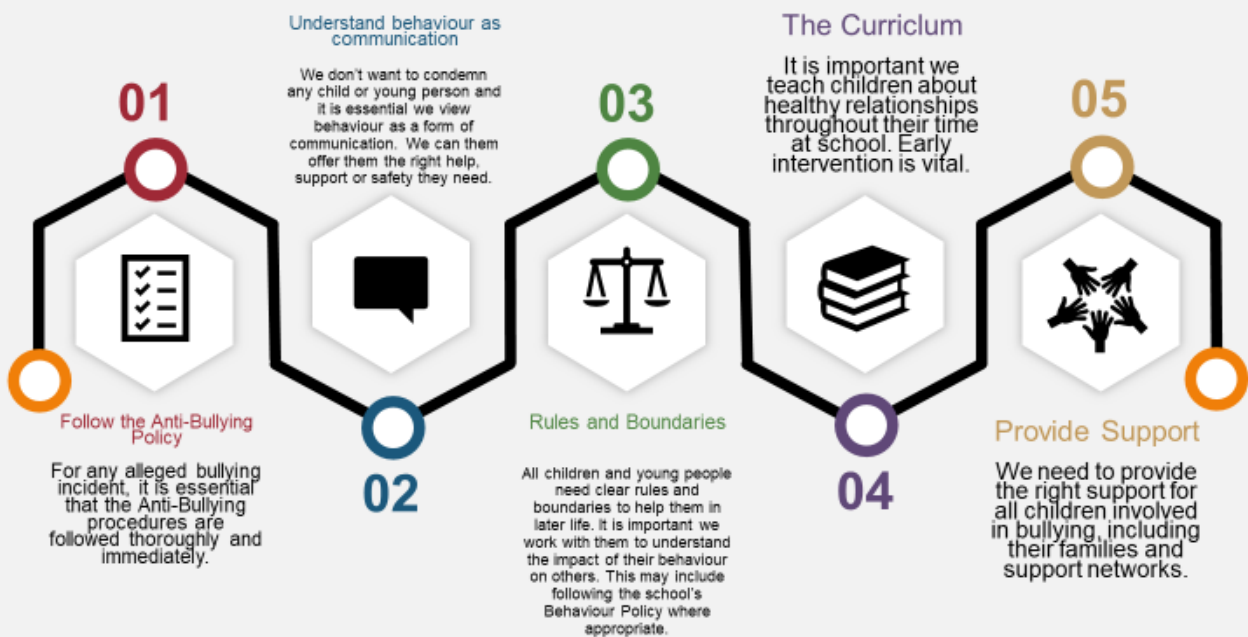 01
Follow the Anti-Bullying
Policy
For any alleged bullying
incident, it is essential
that the Anti-Bullying
procedures are
followed thoroughly and
immediately.
Understand behaviour as
communication
We don't want to condemn
any child or young person and
it is essential we view
behaviour as a form of
communication. We can them
offer them the right help,
support or safety they need.
02
03
Rules and Boundaries
All children and young people
need clear rules and
boundaries to help them in
later life. It is important we
work with them to understand
the impact of their behaviour
on others. This may include
following the school's
Behaviour Policy where
appropriate.
The Curriclum
It is important we
teach children about
healthy relationships
throughout their time
at school. Early
intervention is vital.
04
05
Provide Support
We need to provide
the right support for
all children involved
in bullying, including
their families and
support networks.